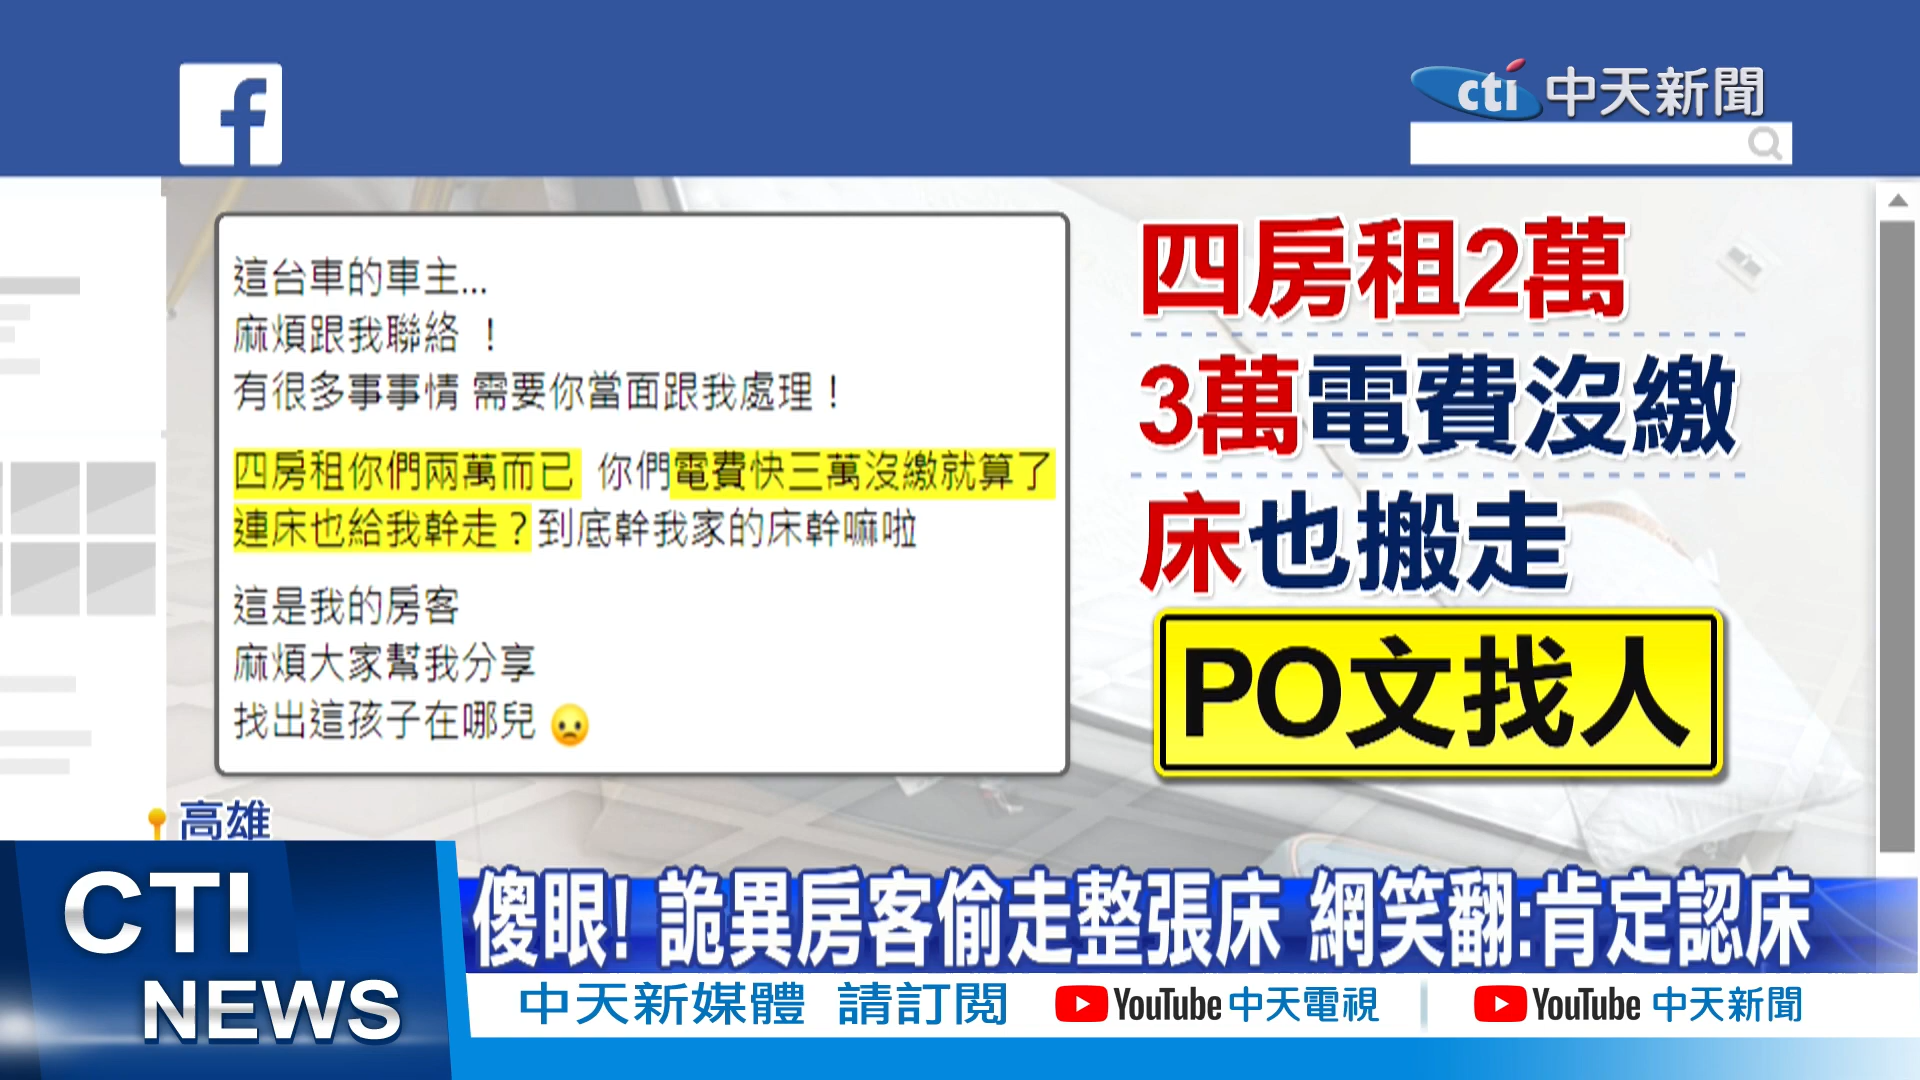 f
cti 中天新聞
這台車的車主...
麻煩跟我聯絡 ！
有很多事事情 需要你當面跟我處理！
四房租你們兩萬而已 你們電費快三萬沒繳就算了
連床也給我幹走？到底幹我家的床幹嘛啦
這是我的房客
麻煩大家幫我分享
找出這孩子在哪兒
四房租2萬
3萬電費沒繳
床也搬走
PO文找人
高雄
CTI
NEWS
傻眼! 詭異房客偷走整張床 網笑翻:肯定認床
中天新媒體 請訂閱 YouTube 中天電視 YouTube 中天新聞